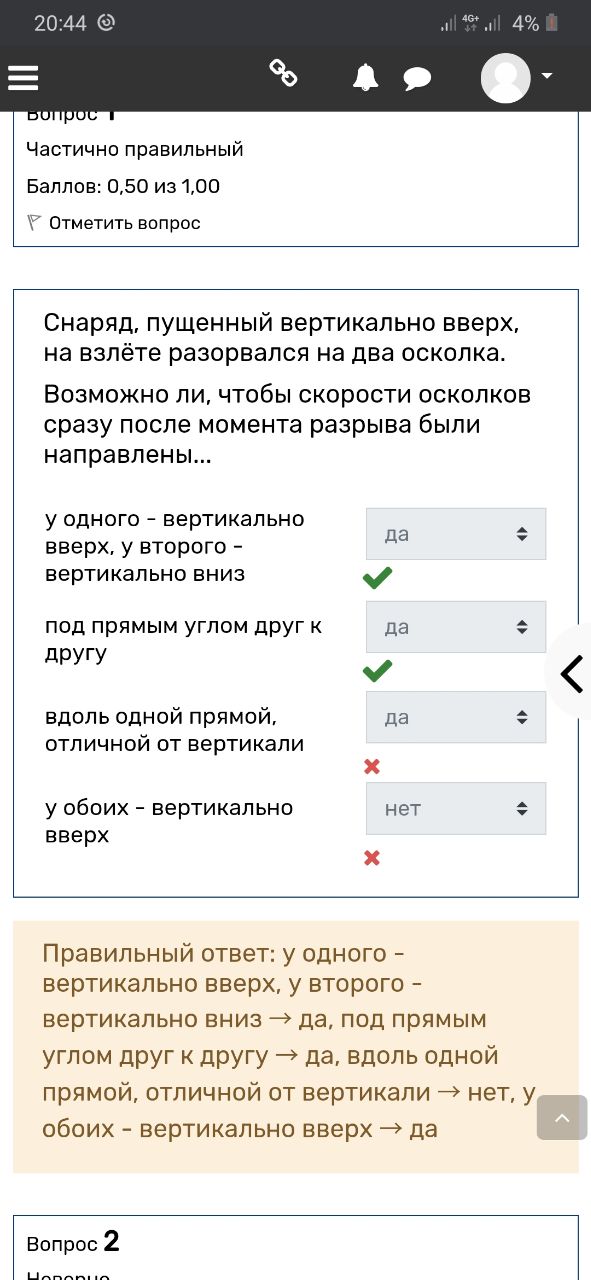 20:44
4G+
4%
Вопрос 1
Частично правильный
Баллов: 0,50 из 1,00
Отметить вопрос
Снаряд, пущенный вертикально вверх,
на взлёте разорвался на два осколка.
Возможно ли, чтобы скорости осколков
сразу после момента разрыва были
направлены...
у одного - вертикально
вверх, у второго -
вертикально вниз
да
под прямым углом друг к
другу
да
вдоль одной прямой,
отличной от вертикали
да
у обоих - вертикально
вверх
нет
Правильный ответ: у одного -
вертикально вверх, у второго -
вертикально вниз → да, под прямым
углом друг к другу → да, вдоль одной
прямой, отличной от вертикали → нет, у
обоих - вертикально вверх → да
Вопрос 2
Неверно